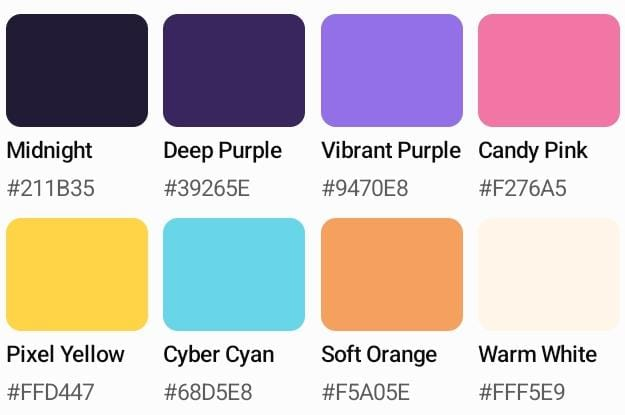 Midnight
#211B35
Deep Purple
#39265E
Vibrant Purple
#9470E8
Candy Pink
#F276A5
Pixel Yellow
#FFD447
Cyber Cyan
#68D5E8
Soft Orange
#F5A05E
Warm White
#FFF5E9